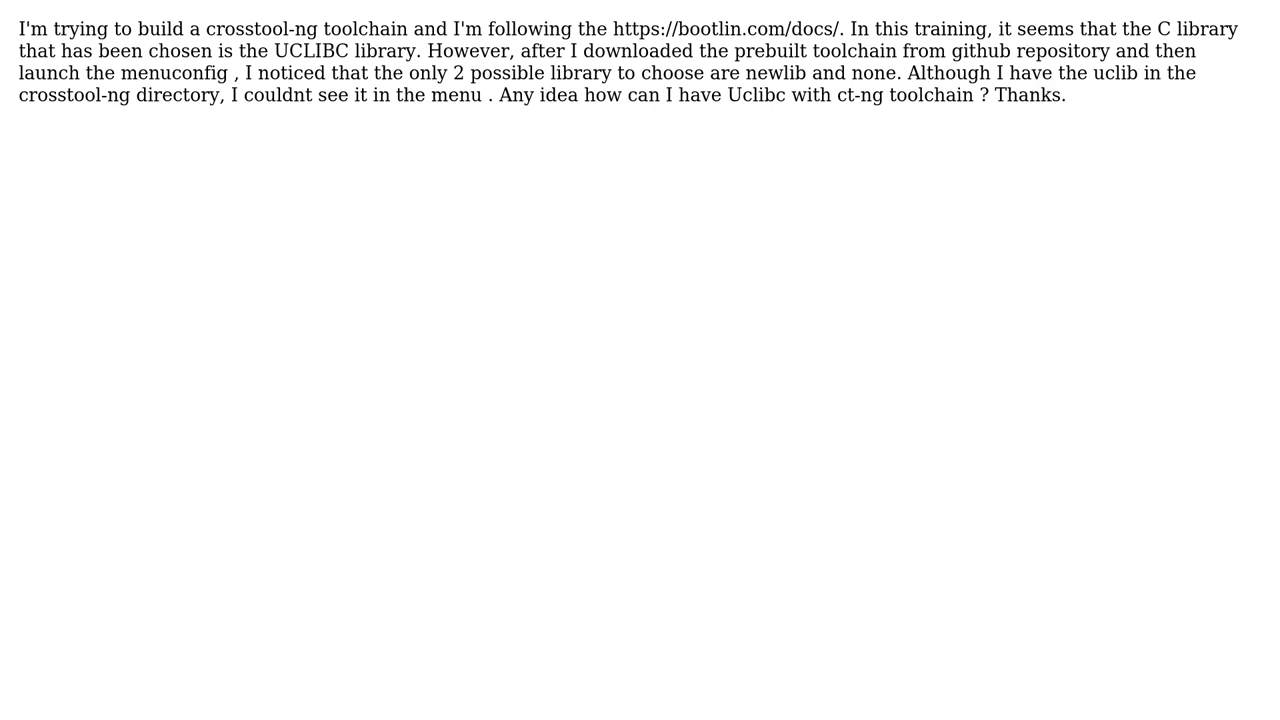 I'm trying to build a crosstool-ng toolchain and I'm following the https://bootlin.com/docs/. In this training, it seems that the C library
that has been chosen is the UCLIBC library. However, after I downloaded the prebuilt toolchain from github repository and then
launch the menuconfig , I noticed that the only 2 possible library to choose are newlib and none. Although I have the uclib in the
crosstool-ng directory, I couldnt see it in the menu . Any idea how can I have Uclibc with ct-ng toolchain ? Thanks.